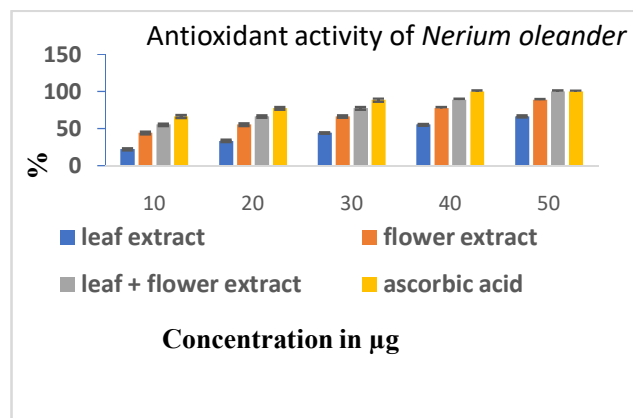 Antioxidant activity of Nerium oleander
150
100
50
0
%
10 20 30 40 50
leaf extract flower extract
leaf + flower extract ascorbic acid
Concentration in µg